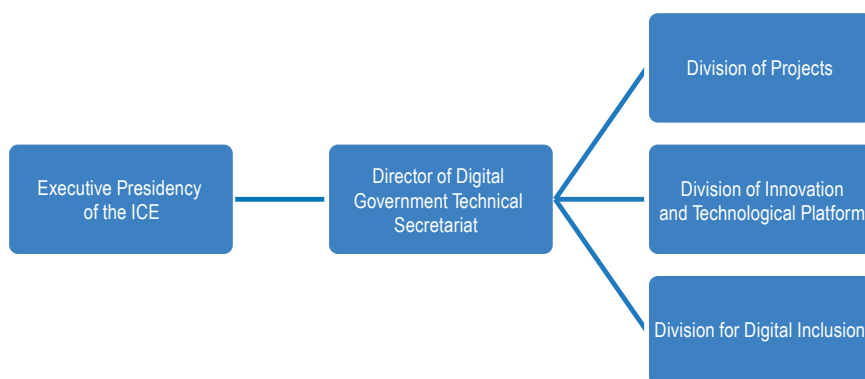 Executive Presidency
of the ICE
Director of Digital
Government Technical
Secretariat
Division of Projects
Division of Innovation
and Technological Platform
Division for Digital Inclusion